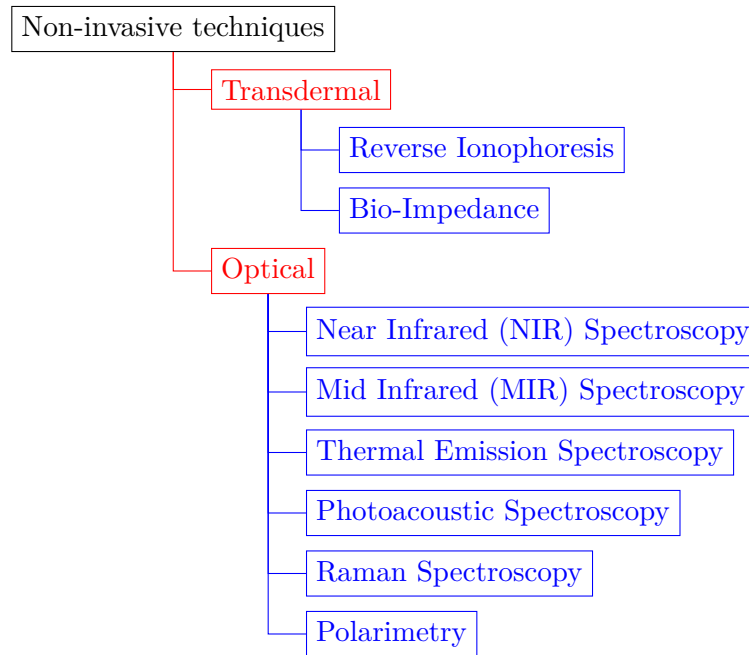 Non-invasive techniques
Transdermal
Reverse Ionophoresis
Bio-Impedance
Optical
Near Infrared (NIR) Spectroscopy
Mid Infrared (MIR) Spectroscopy
Thermal Emission Spectroscopy
Photoacoustic Spectroscopy
Raman Spectroscopy
Polarimetry